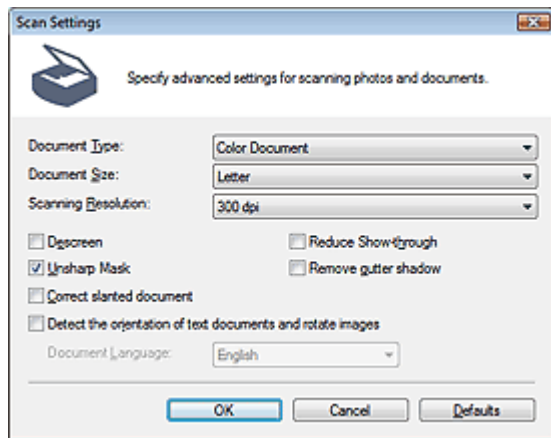 Scan Settings
Specify advanced settings for scanning photos and documents.
Document Type: Color Document
Document Size: Letter
Scanning Resolution: 300 dpi
Descreen Reduce Show-through
Unsharp Mask Remove gutter shadow
Correct slanted document
Detect the orientation of text documents and rotate images
Document Language: English
OK Cancel Defaults